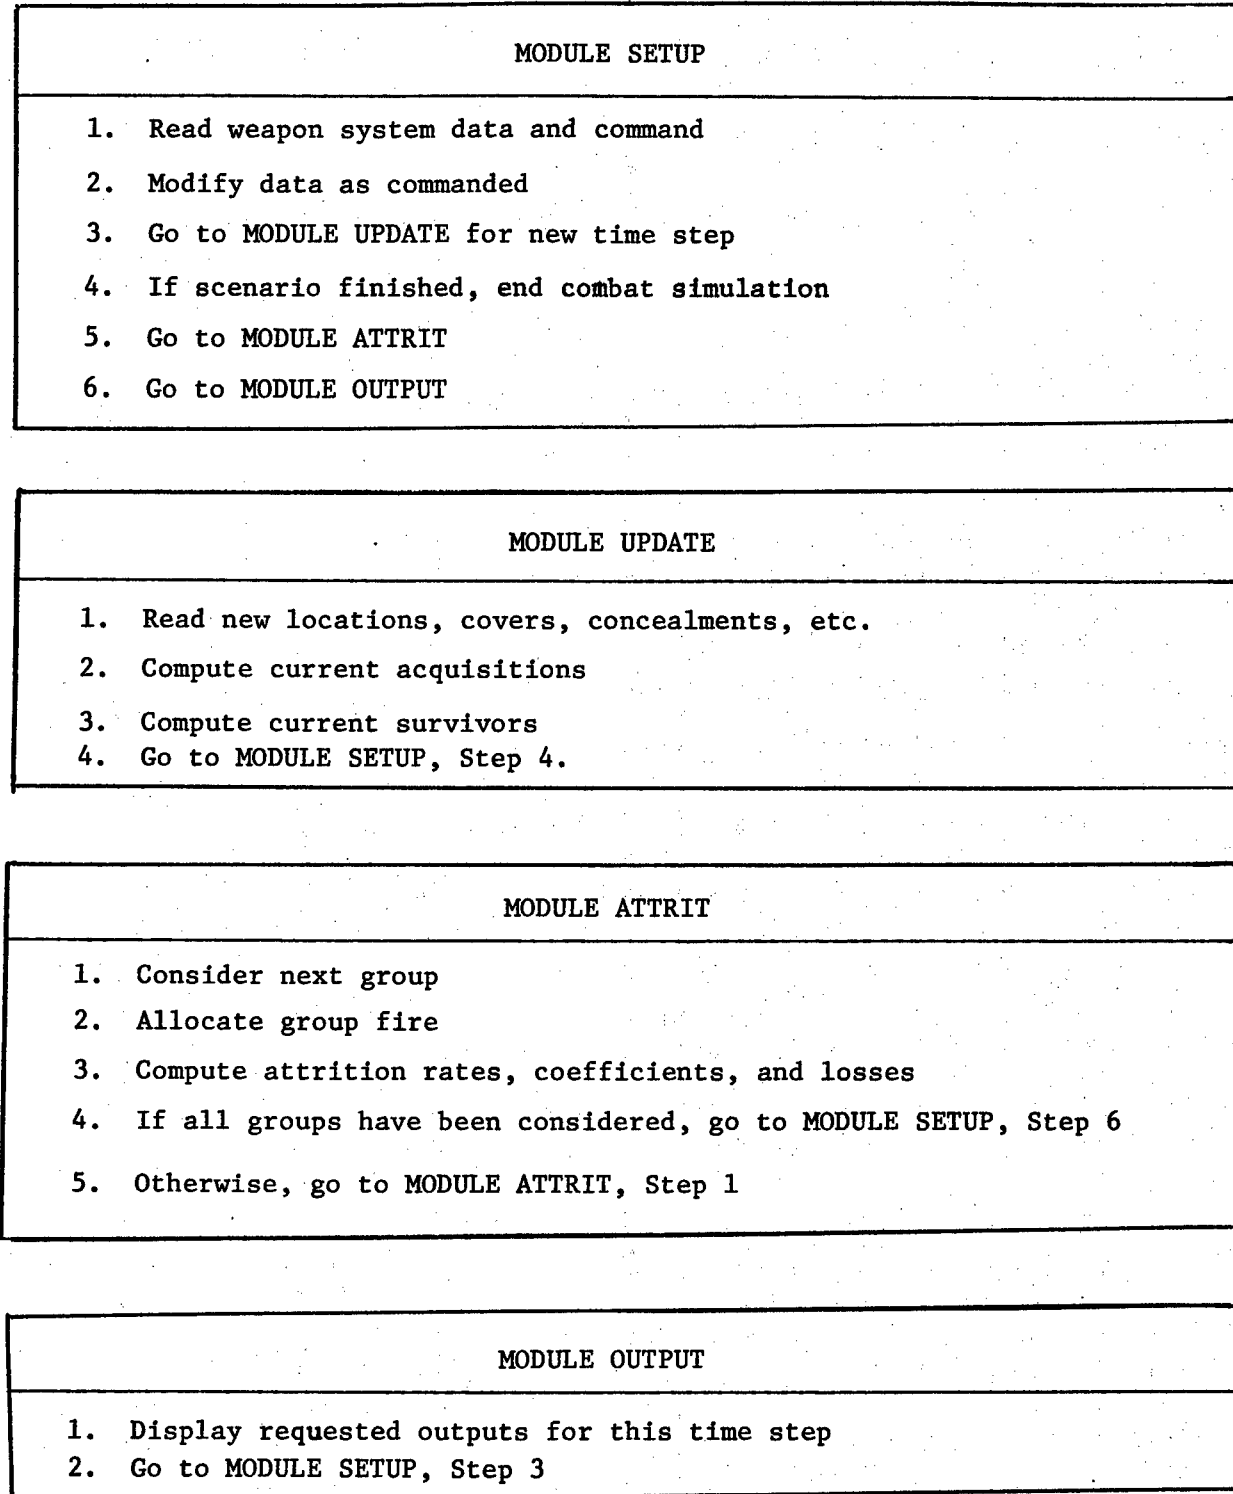 MODULE SETUP
1. Read weapon system data and command
2. Modify data as commanded
3. Go to MODULE UPDATE for new time step
4. If scenario finished, end combat simulation
5. Go to MODULE ATTRIT
6. Go to MODULE OUTPUT
MODULE UPDATE
1. Read new locations, covers, concealments, etc.
2. Compute current acquisitions
3. Compute current survivors
4. Go to MODULE SETUP, Step 4.
MODULE ATTRIT
1. Consider next group
2. Allocate group fire
3. Compute attrition rates, coefficients, and losses
4. If all groups have been considered, go to MODULE SETUP, Step 6
5. Otherwise, go to MODULE ATTRIT, Step 1
MODULE OUTPUT
1. Display requested outputs for this time step
2. Go to MODULE SETUP, Step 3